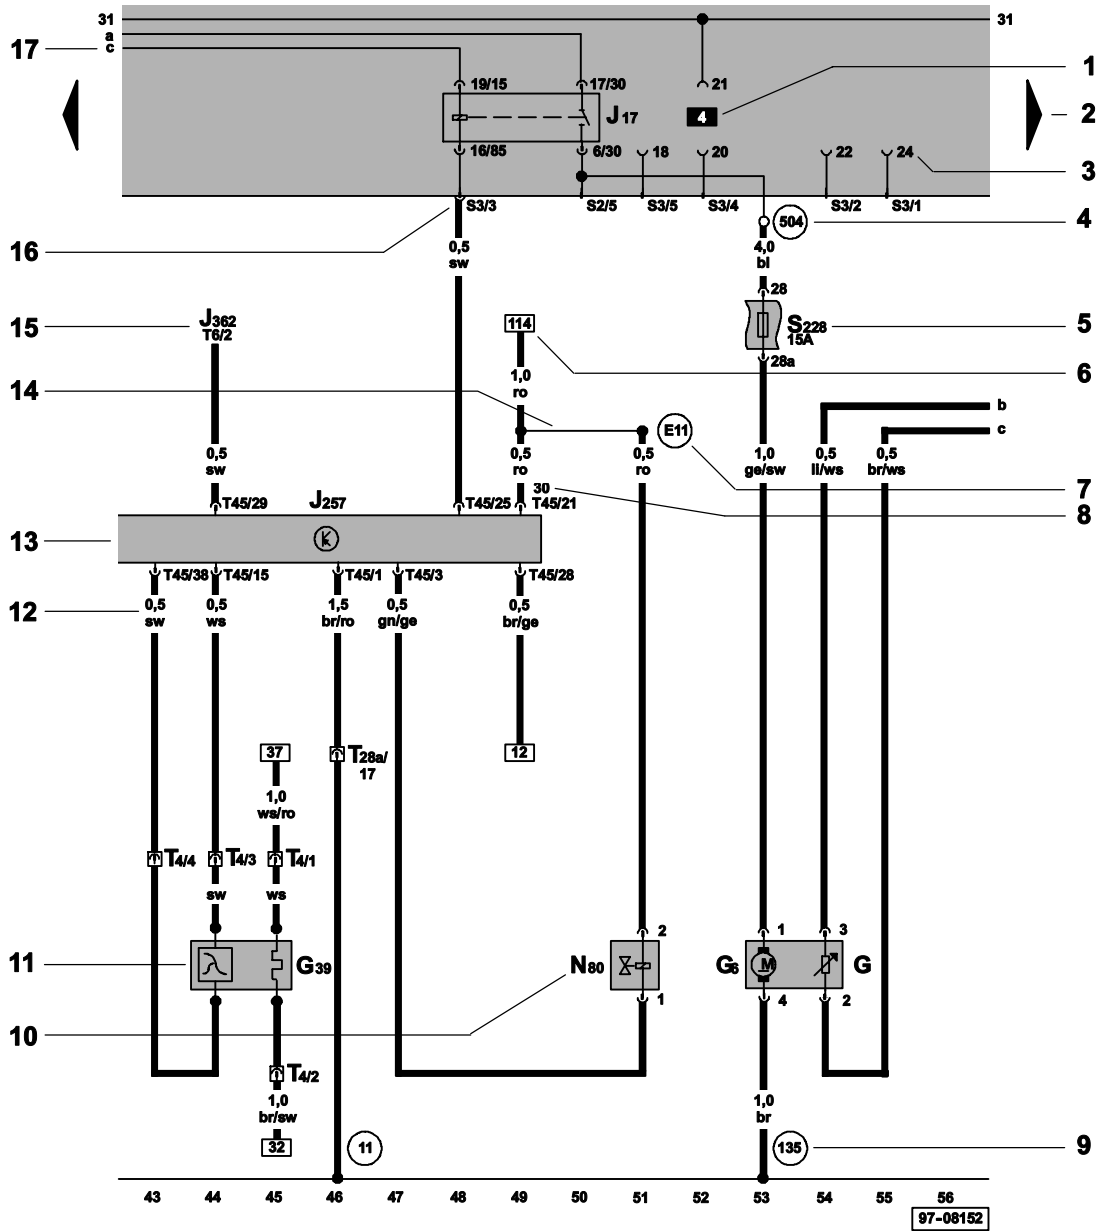 31
31
a
17
c
1
19/15
17/30
21
J17
4
2
16/85
6/30
18
20
22
24
3
S3/3
S2/5
S3/5
S3/4
S3/2
S3/1
504
4
16
0,5
sw
4,0
bl
28
15
J362
T6/2
114
S228
15A
5
28a
6
1,0
ro
14
b
E11
c
0,5
sw
0,5
ro
0,5
ro
1,0
ge/sw
0,5
li/ws
0,5
br/ws
7
30
T45/29
J257
T45/25
T45/21
8
13
T45/38
T45/15
T45/1
T45/3
T45/28
12
0,5
sw
0,5
ws
1,5
br/ro
0,5
gn/ge
0,5
br/ge
37
T28a/
17
12
1,0
ws/ro
T4/4
T4/3
T4/1
sw
ws
2
1
3
11
G39
N80
G6
M
G
1
4
2
10
T4/2
1,0
br/sw
1,0
br
32
11
135
9
43
44
45
46
47
48
49
50
51
52
53
54
55
56
97-08152